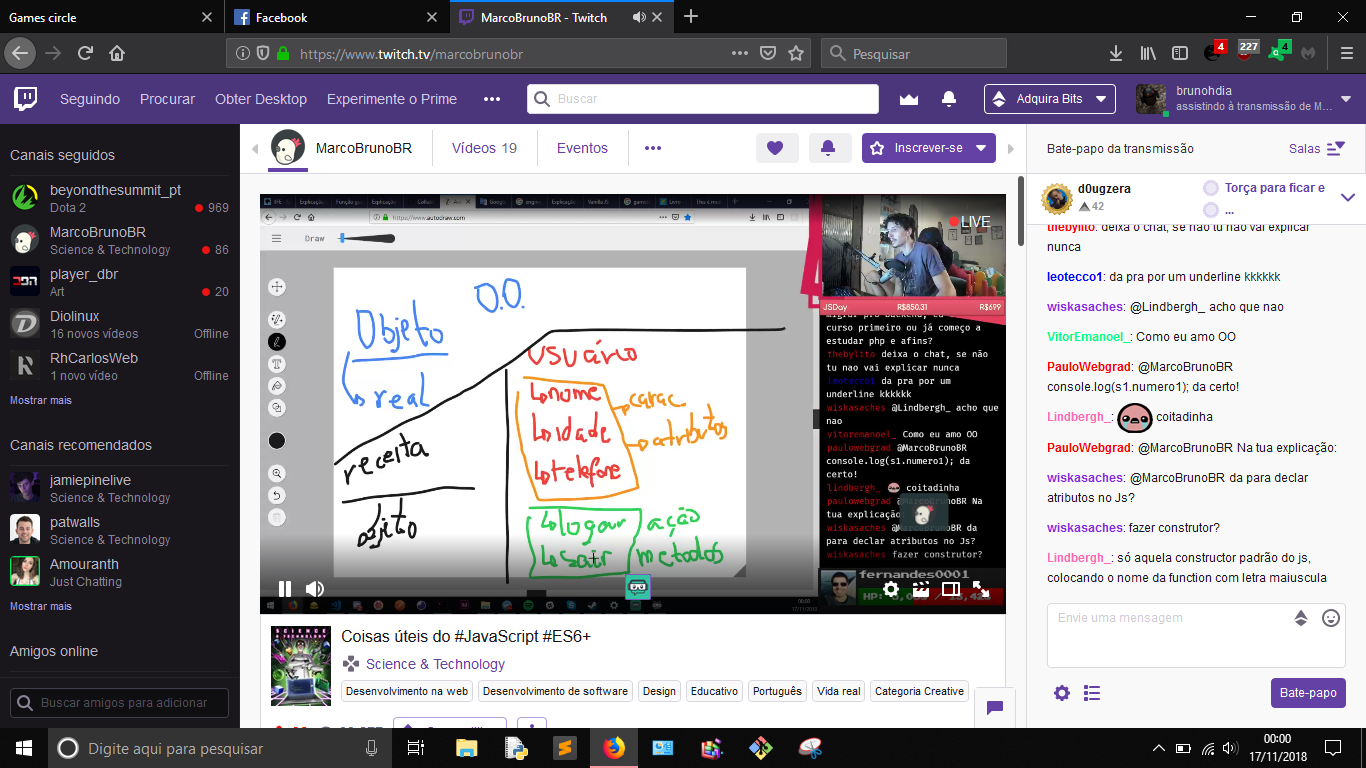 Games circle
Facebook
MarcoBrunoBR - Twitch
https://www.twitch.tv/marcobrunobr
Pesquisar
4
227
4
Seguindo
Procurar
Obter Desktop
Experimente o Prime
Buscar
Adquira Bits
brunohdia
assistindo à transmissão de M...
Canais seguidos
beyondthesummit_pt
Dota 2
969
MarcoBrunoBR
Science & Technology
86
player_dbr
Art
20
Diolinux
16 novos vídeos
Offline
RhCarlosWeb
1 novo vídeo
Offline
Mostrar mais
Canais recomendados
jamiepinelive
Science & Technology
patwalls
Science & Technology
Amouranth
Just Chatting
Mostrar mais
Amigos online
Buscar amigos para adicionar
MarcoBrunoBR
Vídeos 19
Eventos
Inscrever-se
https://www.autodraw.com
Draw
O.O.
Objeto
real
receita
objeto
usuário
nome
idade
telefone
carac
atributos
logar
sair
ação
metodos
LIVE
USDay
R$850.31
R$699
curso primeiro ou já começo a
estudar php e afins?
thebylito deixa o chat, se não
tu nao vai explicar nunca
leotecco1 da pra por um
underline kkkkkk
wiskasaches @Lindbergh_ acho que
nao
vitoremanoel_ Como eu amo OO
paulowebgrad @MarcoBrunoBR
console.log(s1.numero1); da
certo!
lindbergh_ coitadinha
paulowebgrad @MarcoBrunoBR Na
tua explicação:
wiskasaches @MarcoBrunoBR da
para declar atributos no Js?
wiskasaches fazer construtor?
fernandes0001
Coisas úteis do #JavaScript #ES6+
Science & Technology
Desenvolvimento na web
Desenvolvimento de software
Design
Educativo
Português
Vida real
Categoria Creative
Bate-papo da transmissão
Salas
d0ugzera
42
Torça para ficar e
...
thebylito: deixa o chat, se não tu nao vai explicar
nunca
leotecco1: da pra por um underline kkkkkk
wiskasaches: @Lindbergh_ acho que nao
VitorEmanoel_: Como eu amo OO
PauloWebgrad: @MarcoBrunoBR
console.log(s1.numero1); da certo!
Lindbergh_: coitadinha
PauloWebgrad: @MarcoBrunoBR Na tua explicação:
wiskasaches: @MarcoBrunoBR da para declar
atributos no Js?
wiskasaches: fazer construtor?
Lindbergh_: só aquela constructor padrão do js,
colocando o nome da function com letra maiuscula
Envie uma mensagem
Bate-papo
Digite aqui para pesquisar
00:00
17/11/2018